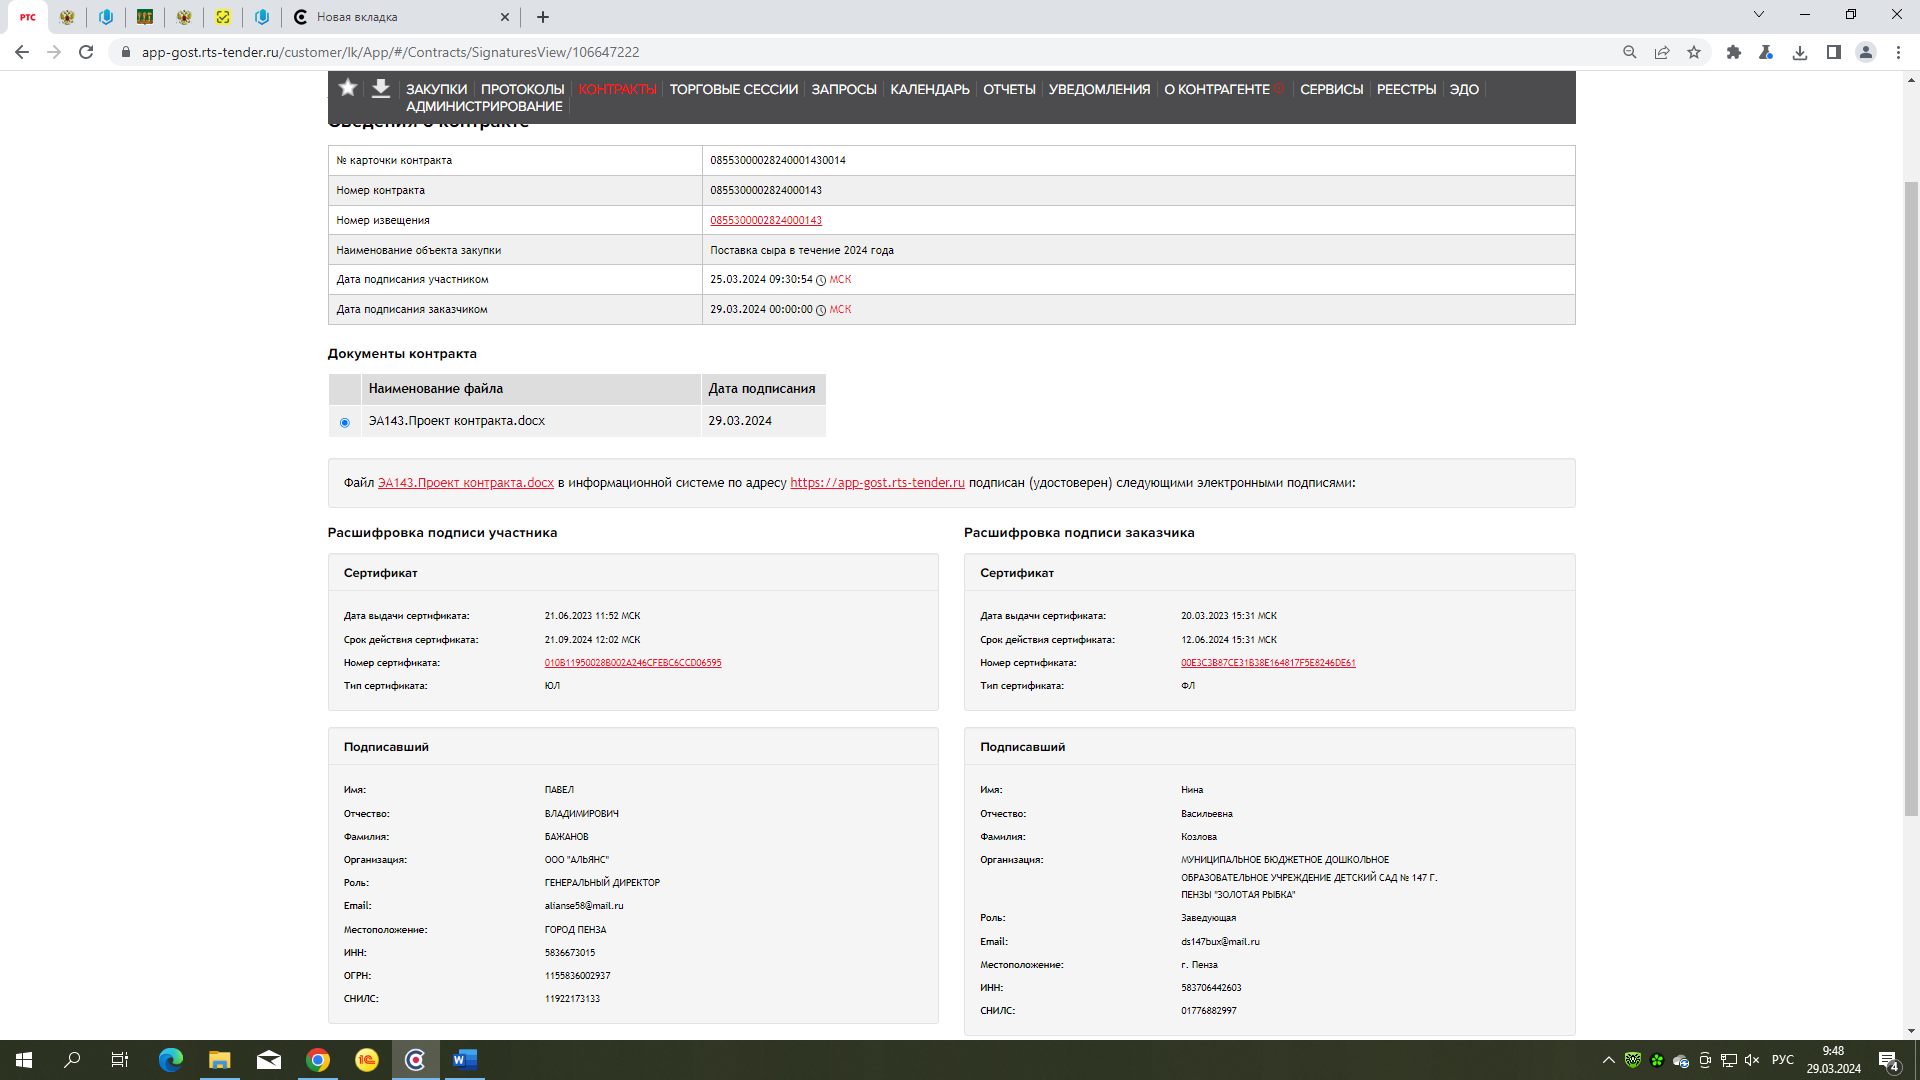 РТС
Новая вкладка
app-gost.rts-tender.ru/customer/lk/App/#/Contracts/SignaturesView/106647222
ЗАКУПКИ ПРОТОКОЛЫ КОНТРАКТЫ ТОРГОВЫЕ СЕССИИ ЗАПРОСЫ КАЛЕНДАРЬ ОТЧЕТЫ УВЕДОМЛЕНИЯ О КОНТРАГЕНТЕ СЕРВИСЫ РЕЕСТРЫ ЭДО
АДМИНИСТРИРОВАНИЕ
Сведения о контракте
№ карточки контракта 08553000028240001430014
Номер контракта 0855300002824000143
Номер извещения 0855300002824000143
Наименование объекта закупки Поставка сыра в течение 2024 года
Дата подписания участником 25.03.2024 09:30:54 МСК
Дата подписания заказчиком 29.03.2024 00:00:00 МСК
Документы контракта
Наименование файла Дата подписания
ЭА143.Проект контракта.docx 29.03.2024
Файл ЭА143.Проект контракта.docx в информационной системе по адресу https://app-gost.rts-tender.ru подписан (удостоверен) следующими электронными подписями:
Расшифровка подписи участника
Сертификат
Дата выдачи сертификата: 21.06.2023 11:52 МСК
Срок действия сертификата: 21.09.2024 12:02 МСК
Номер сертификата: 010B11950028B002A246CFEBC6CCD06595
Тип сертификата: ЮЛ
Подписавший
Имя: ПАВЕЛ
Отчество: ВЛАДИМИРОВИЧ
Фамилия: БАЖАНОВ
Организация: ООО "АЛЬЯНС"
Роль: ГЕНЕРАЛЬНЫЙ ДИРЕКТОР
Email: alianse58@mail.ru
Местоположение: ГОРОД ПЕНЗА
ИНН: 5836673015
ОГРН: 1155836002937
СНИЛС: 11922173133
Расшифровка подписи заказчика
Сертификат
Дата выдачи сертификата: 20.03.2023 15:31 МСК
Срок действия сертификата: 12.06.2024 15:31 МСК
Номер сертификата: 00E3C3B87CE31B38E164817F5E8246DE61
Тип сертификата: ФЛ
Подписавший
Имя: Нина
Отчество: Васильевна
Фамилия: Козлова
Организация: МУНИЦИПАЛЬНОЕ БЮДЖЕТНОЕ ДОШКОЛЬНОЕ
ОБРАЗОВАТЕЛЬНОЕ УЧРЕЖДЕНИЕ ДЕТСКИЙ САД № 147 Г.
ПЕНЗЫ "ЗОЛОТАЯ РЫБКА"
Роль: Заведующая
Email: ds147bux@mail.ru
Местоположение: г. Пенза
ИНН: 583706442603
СНИЛС: 01776882997
РУС
9:48
29.03.2024
4